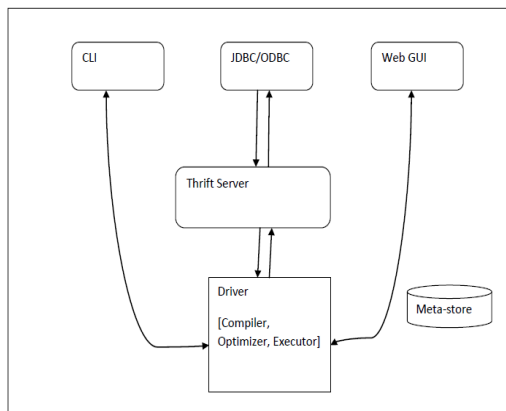 CLI
JDBC/ODBC
Web GUI
Thrift Server
Driver
[Compiler,
Optimizer, Executor]
Meta-store